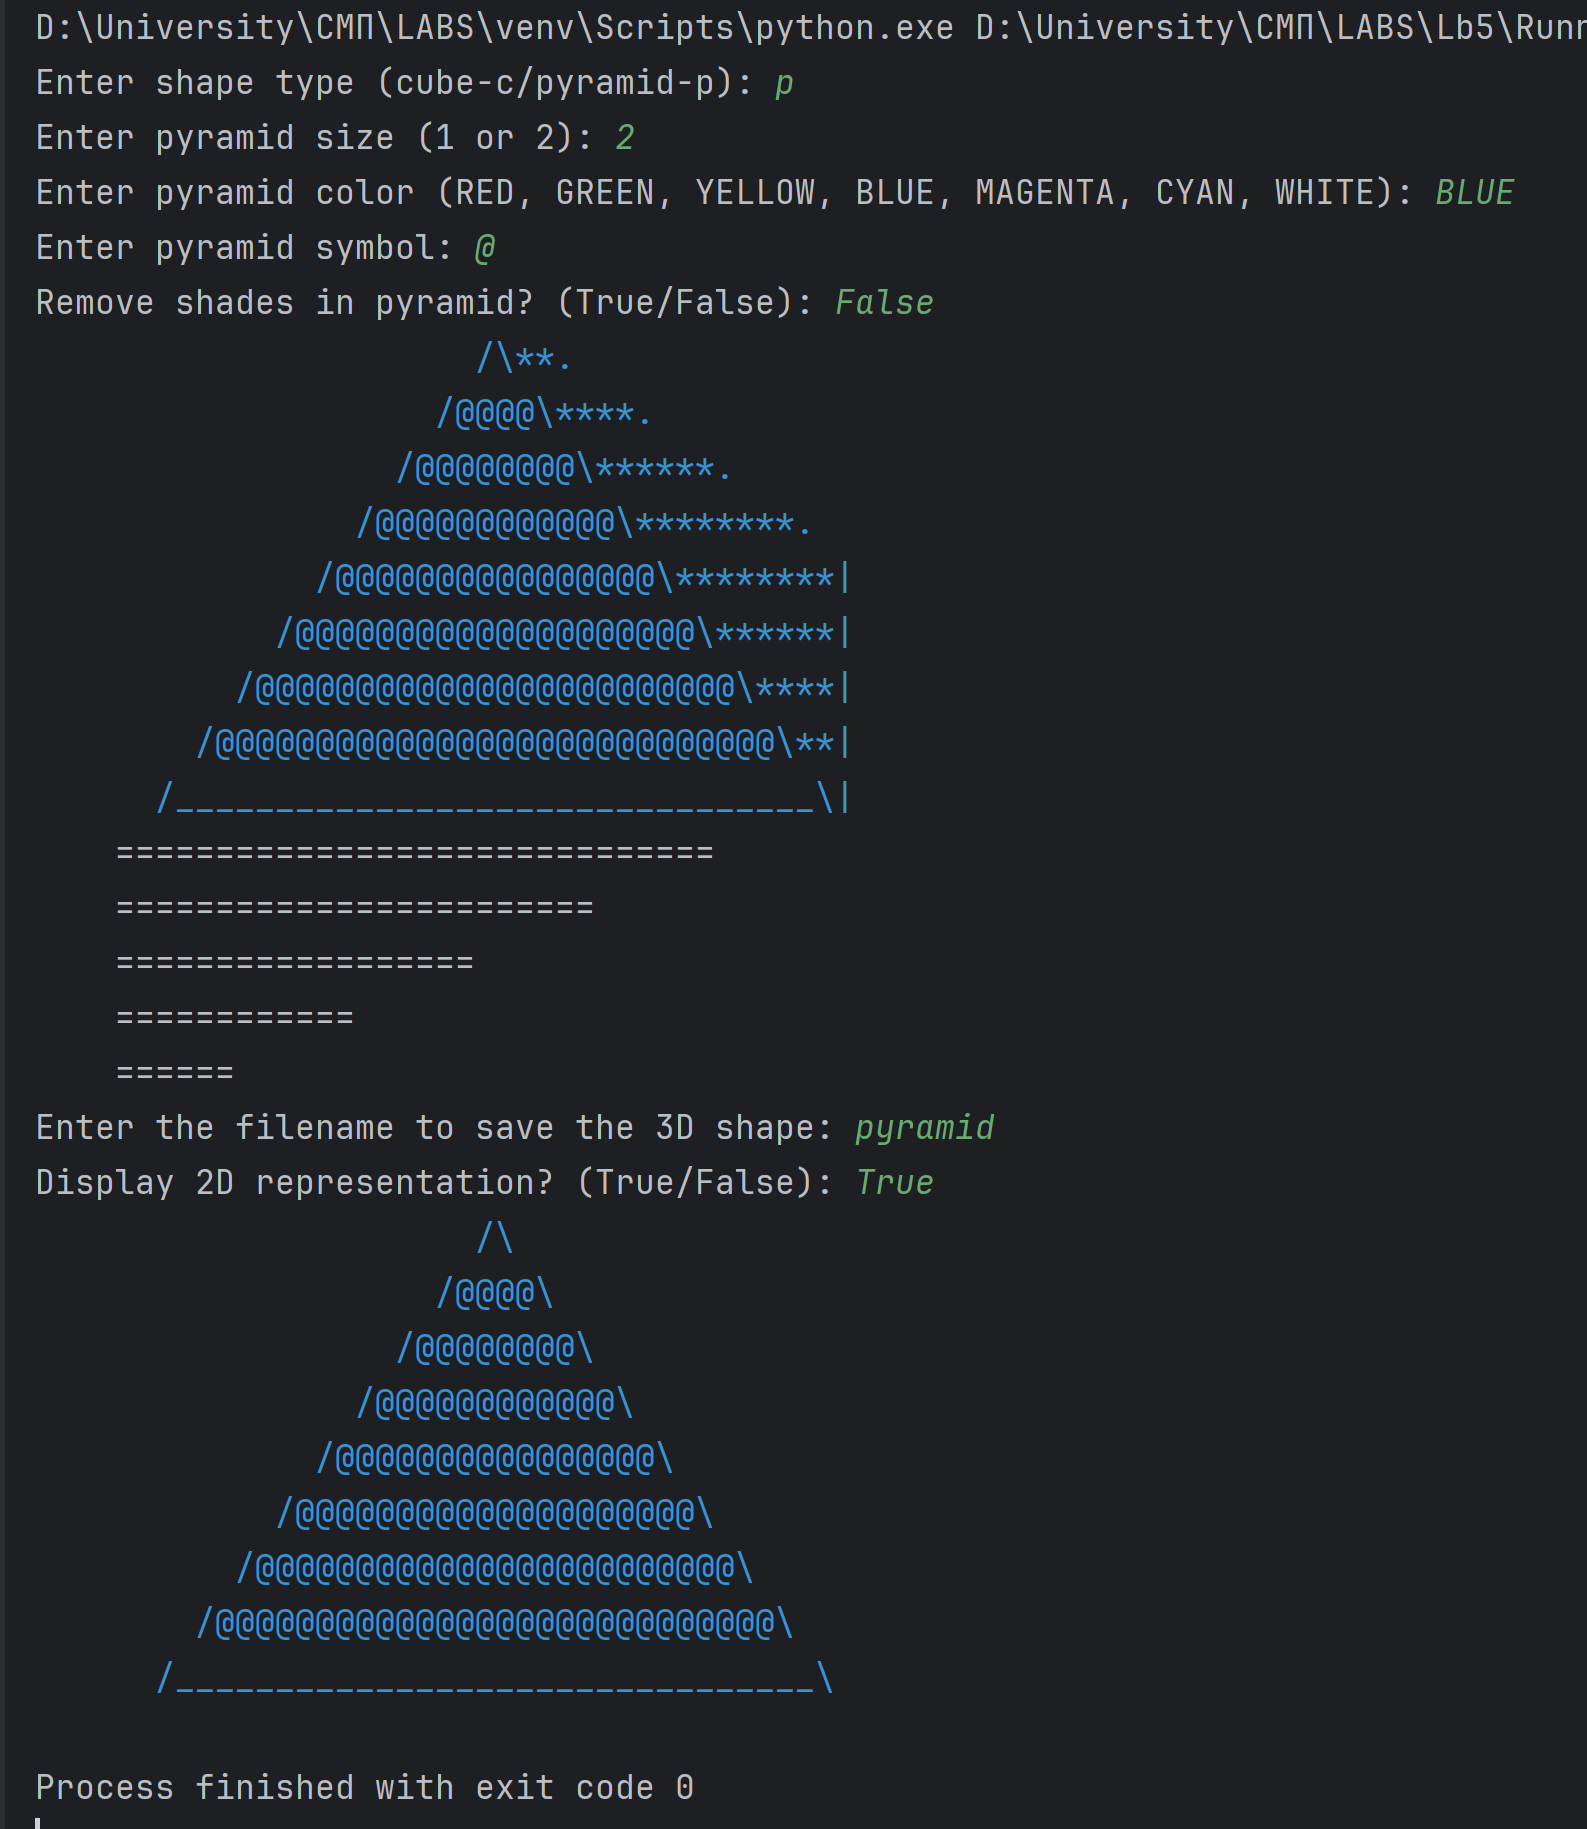 D:\University\СМП\LABS\venv\Scripts\python.exe D:\University\СМП\LABS\Lb5\Runn
Enter shape type (cube-c/pyramid-p): p
Enter pyramid size (1 or 2): 2
Enter pyramid color (RED, GREEN, YELLOW, BLUE, MAGENTA, CYAN, WHITE): BLUE
Enter pyramid symbol: @
Remove shades in pyramid? (True/False): False
                      /\**.
                    /@@@@\****.
                  /@@@@@@@@\******.
                /@@@@@@@@@@@@\********.
              /@@@@@@@@@@@@@@@@\********|
            /@@@@@@@@@@@@@@@@@@@@\******|
          /@@@@@@@@@@@@@@@@@@@@@@@@\****|
        /@@@@@@@@@@@@@@@@@@@@@@@@@@@@\**|
      /________________________________\|
    ==============================
    ========================
    ==================
    ============
    ======
Enter the filename to save the 3D shape: pyramid
Display 2D representation? (True/False): True
                      /\
                    /@@@@\
                  /@@@@@@@@\
                /@@@@@@@@@@@@\
              /@@@@@@@@@@@@@@@@\
            /@@@@@@@@@@@@@@@@@@@@\
          /@@@@@@@@@@@@@@@@@@@@@@@@\
        /@@@@@@@@@@@@@@@@@@@@@@@@@@@@\
      /________________________________\
Process finished with exit code 0